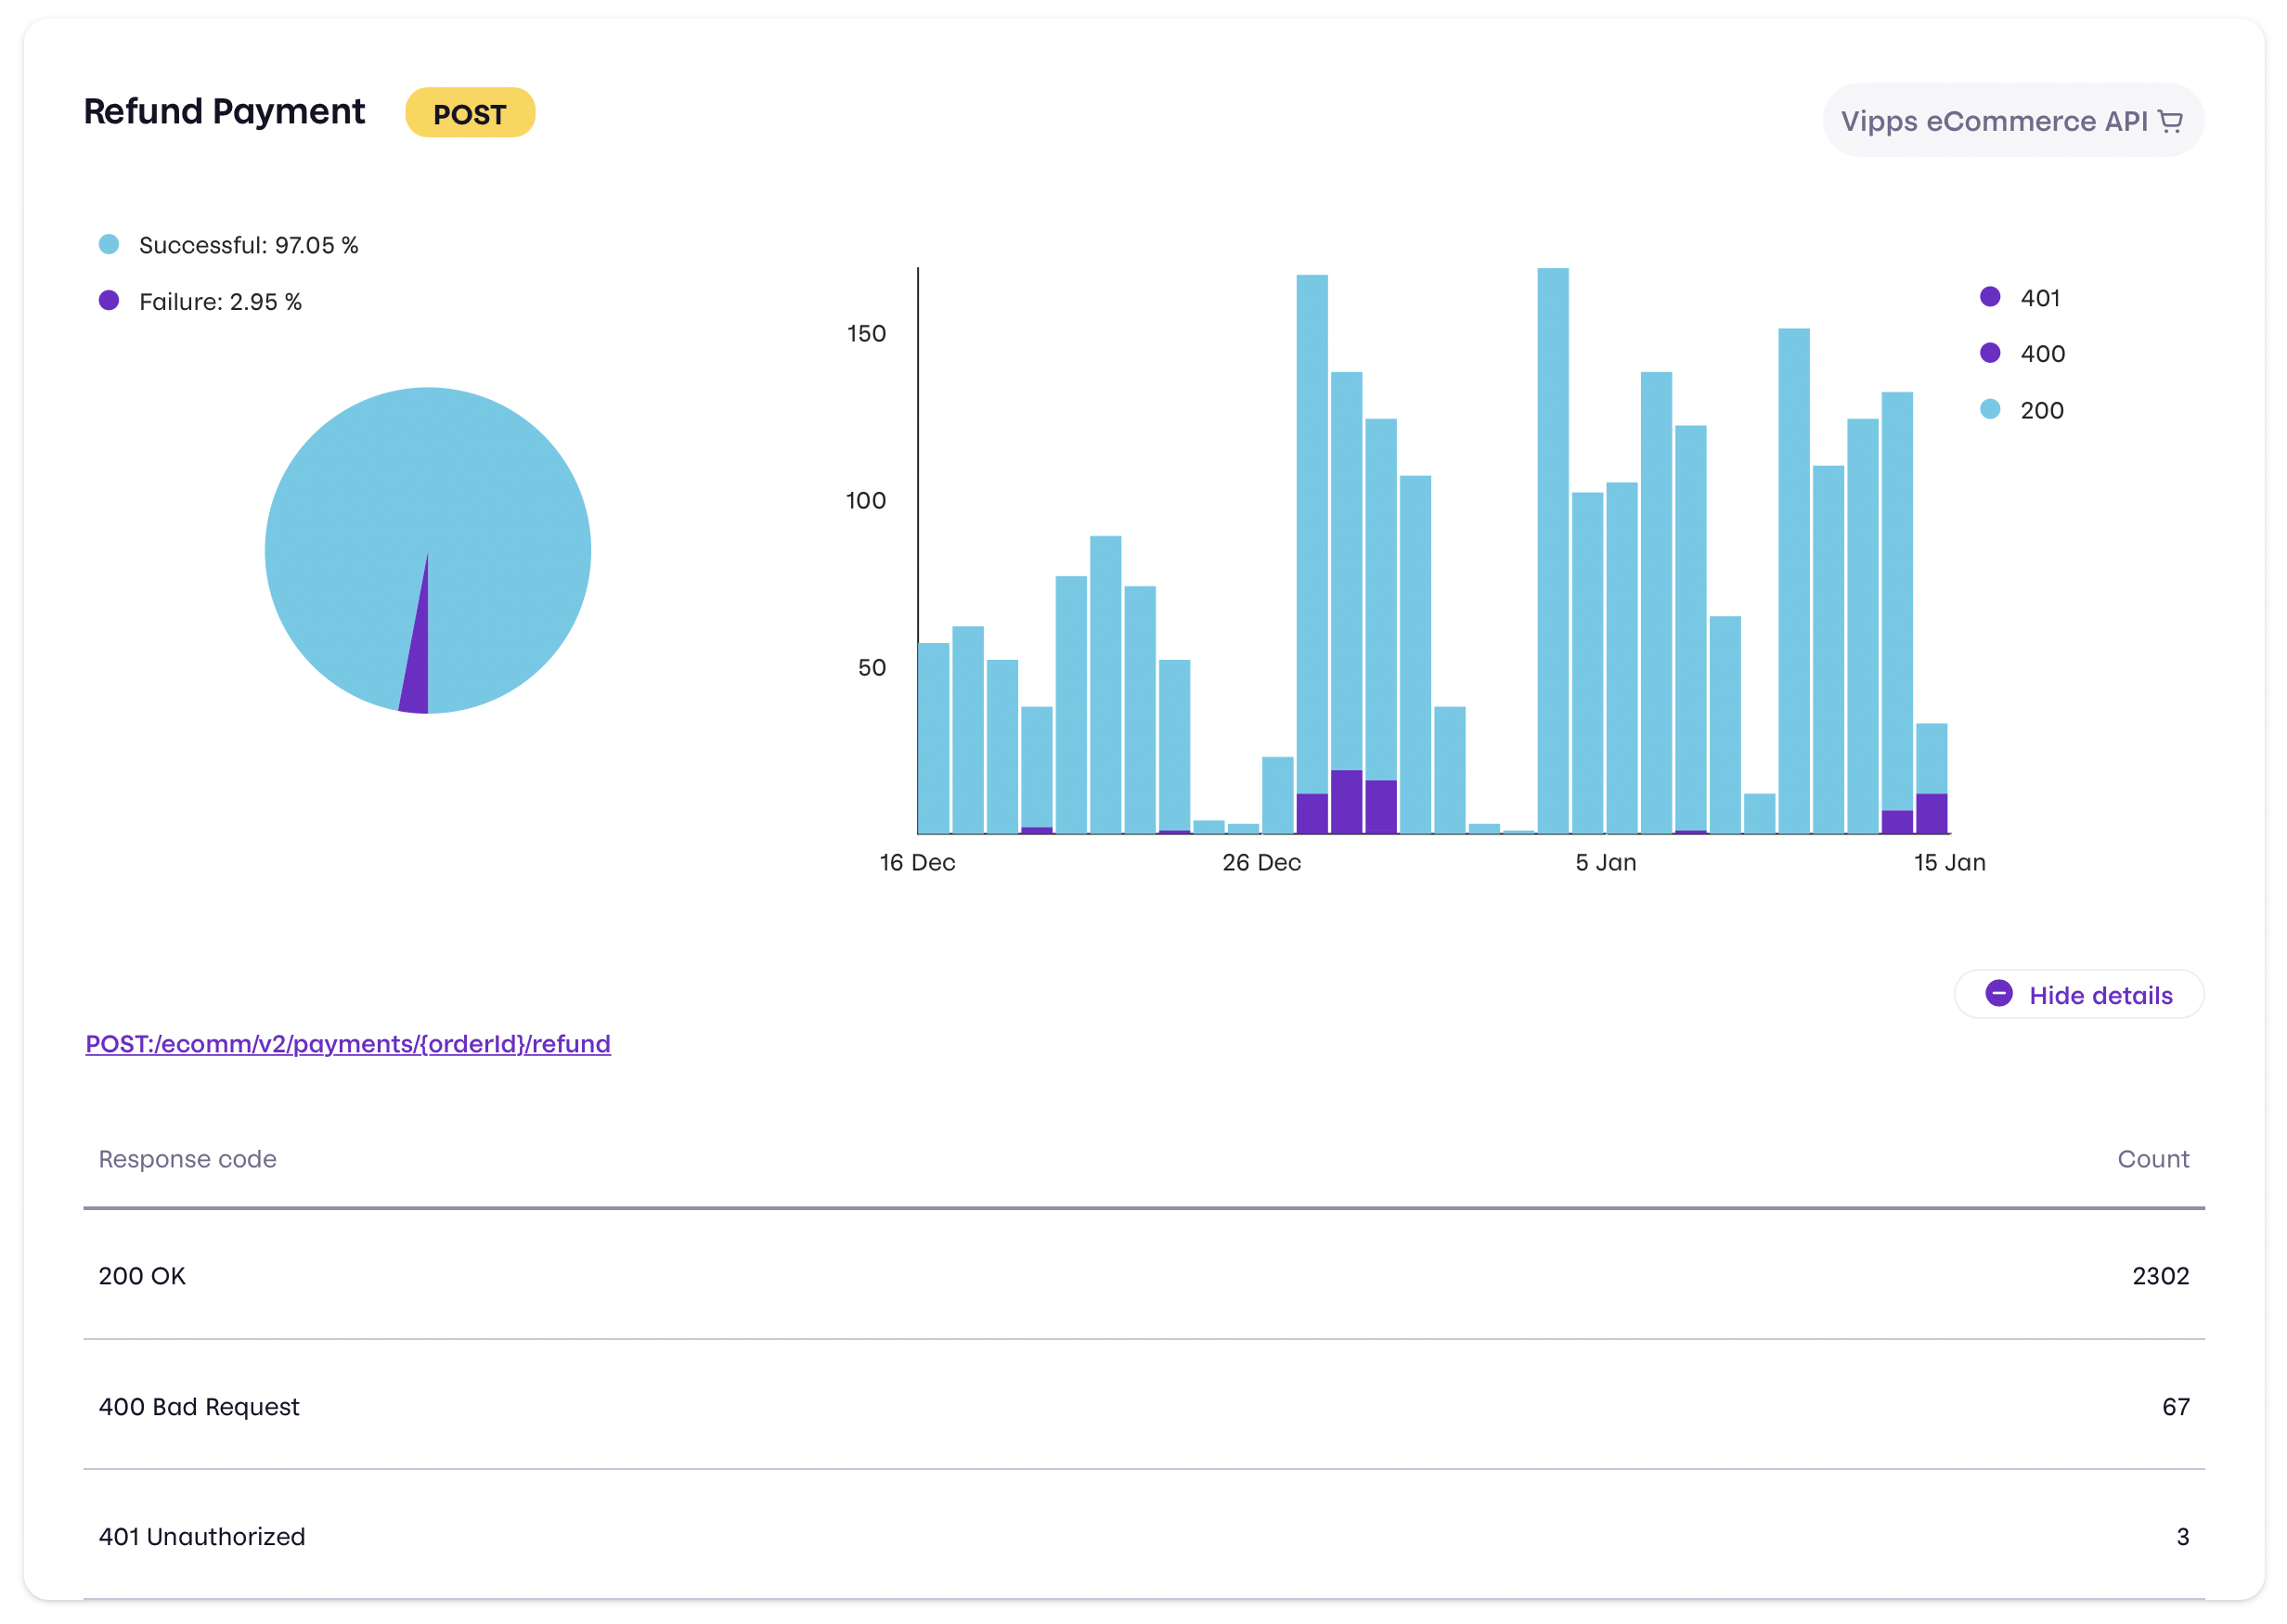 Refund Payment POST
Vipps eCommerce API
Successful: 97.05 %
Failure: 2.95 %
150
100
50
16 Dec 26 Dec 5 Jan 15 Jan
401
400
200
Hide details
POST:/ecomm/v2/payments/{orderId}/refund
Response code Count
200 OK 2302
400 Bad Request 67
401 Unauthorized 3